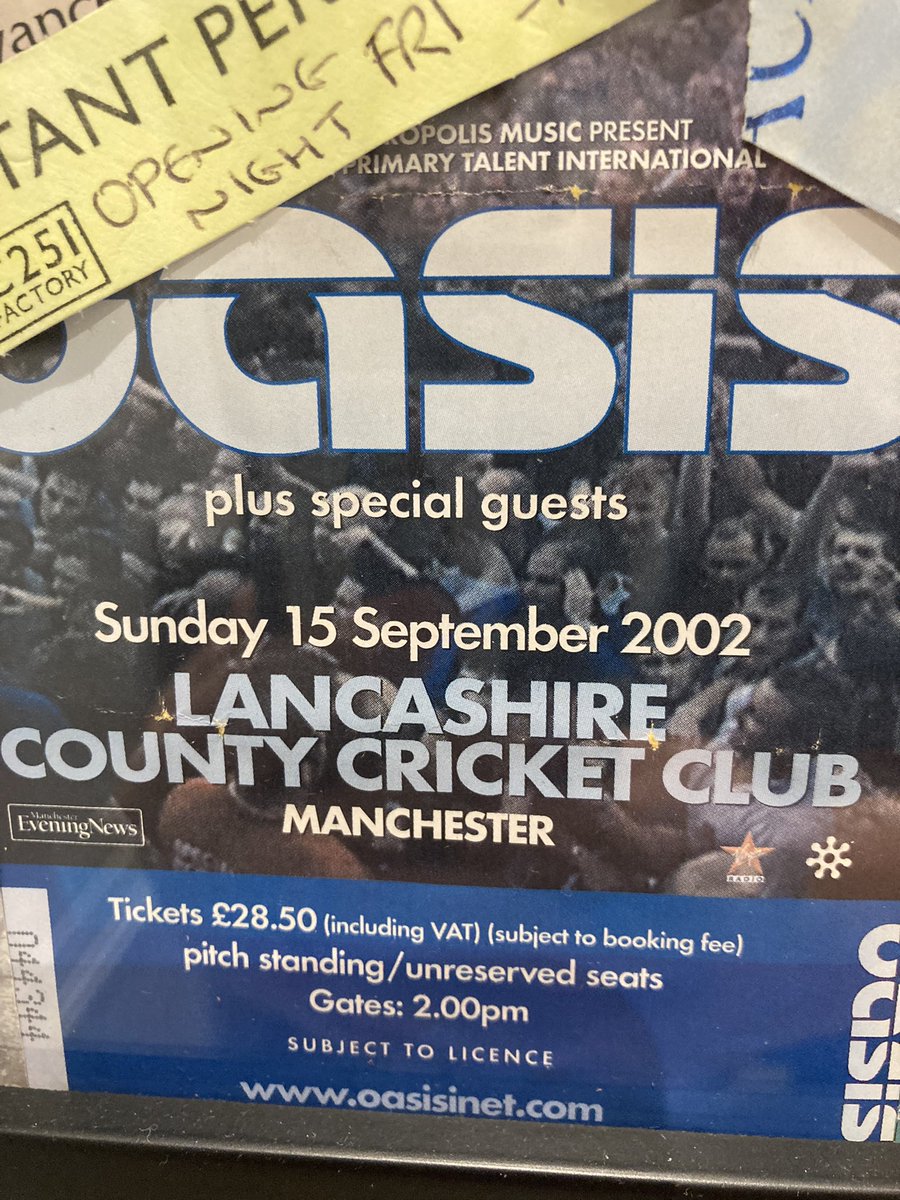 TANT PE
OPENING FRI
NIGHT
251
FACTORY
ROPOLIS MUSIC PRESENT
PRIMARY TALENT INTERNATIONAL
oasis
plus special guests
Sunday 15 September 2002
LANCASHIRE
COUNTY CRICKET CLUB
MANCHESTER
Manchester
Evening News
RADIO
Tickets £28.50 (including VAT) (subject to booking fee)
pitch standing/unreserved seats
Gates: 2.00pm
SUBJECT TO LICENCE
www.oasisinet.com
oasis